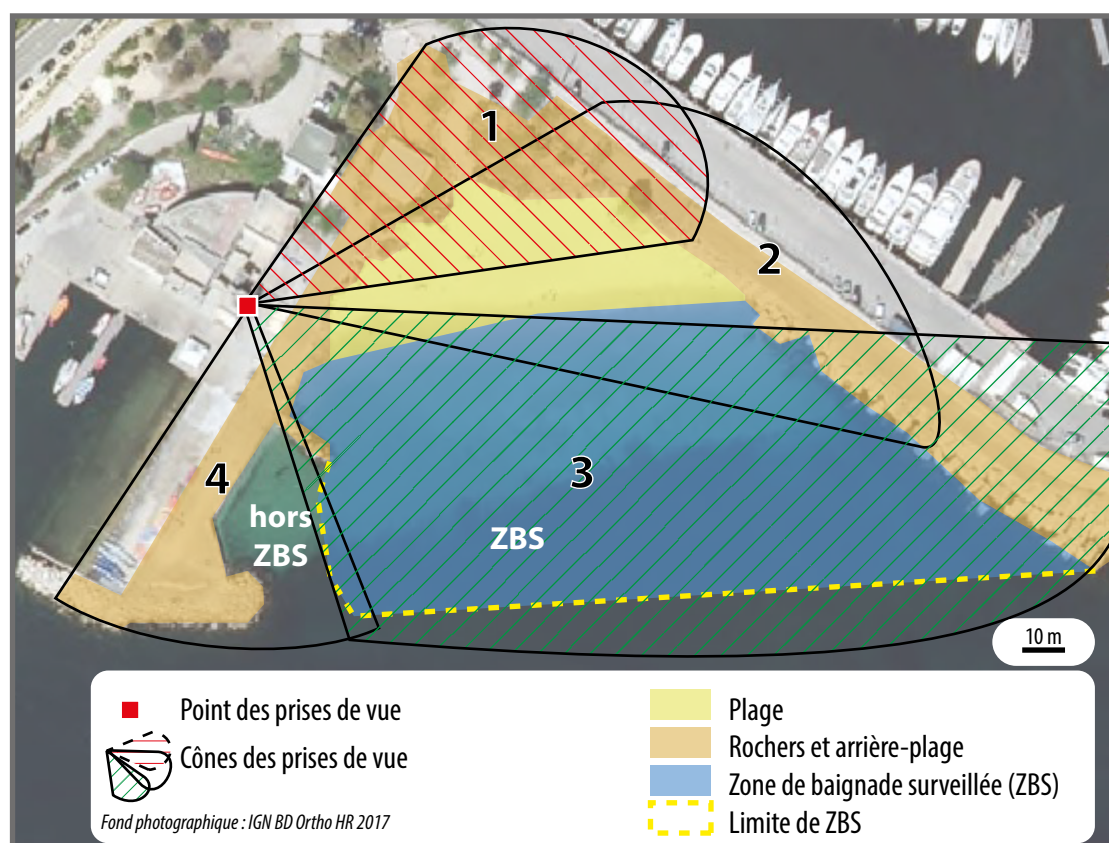 1
2
3
4
hors
ZBS
ZBS
10 m
Point des prises de vue
Cônes des prises de vue
Fond photographique : IGN BD Ortho HR 2017
Plage
Rochers et arrière-plage
Zone de baignade surveillée (ZBS)
Limite de ZBS